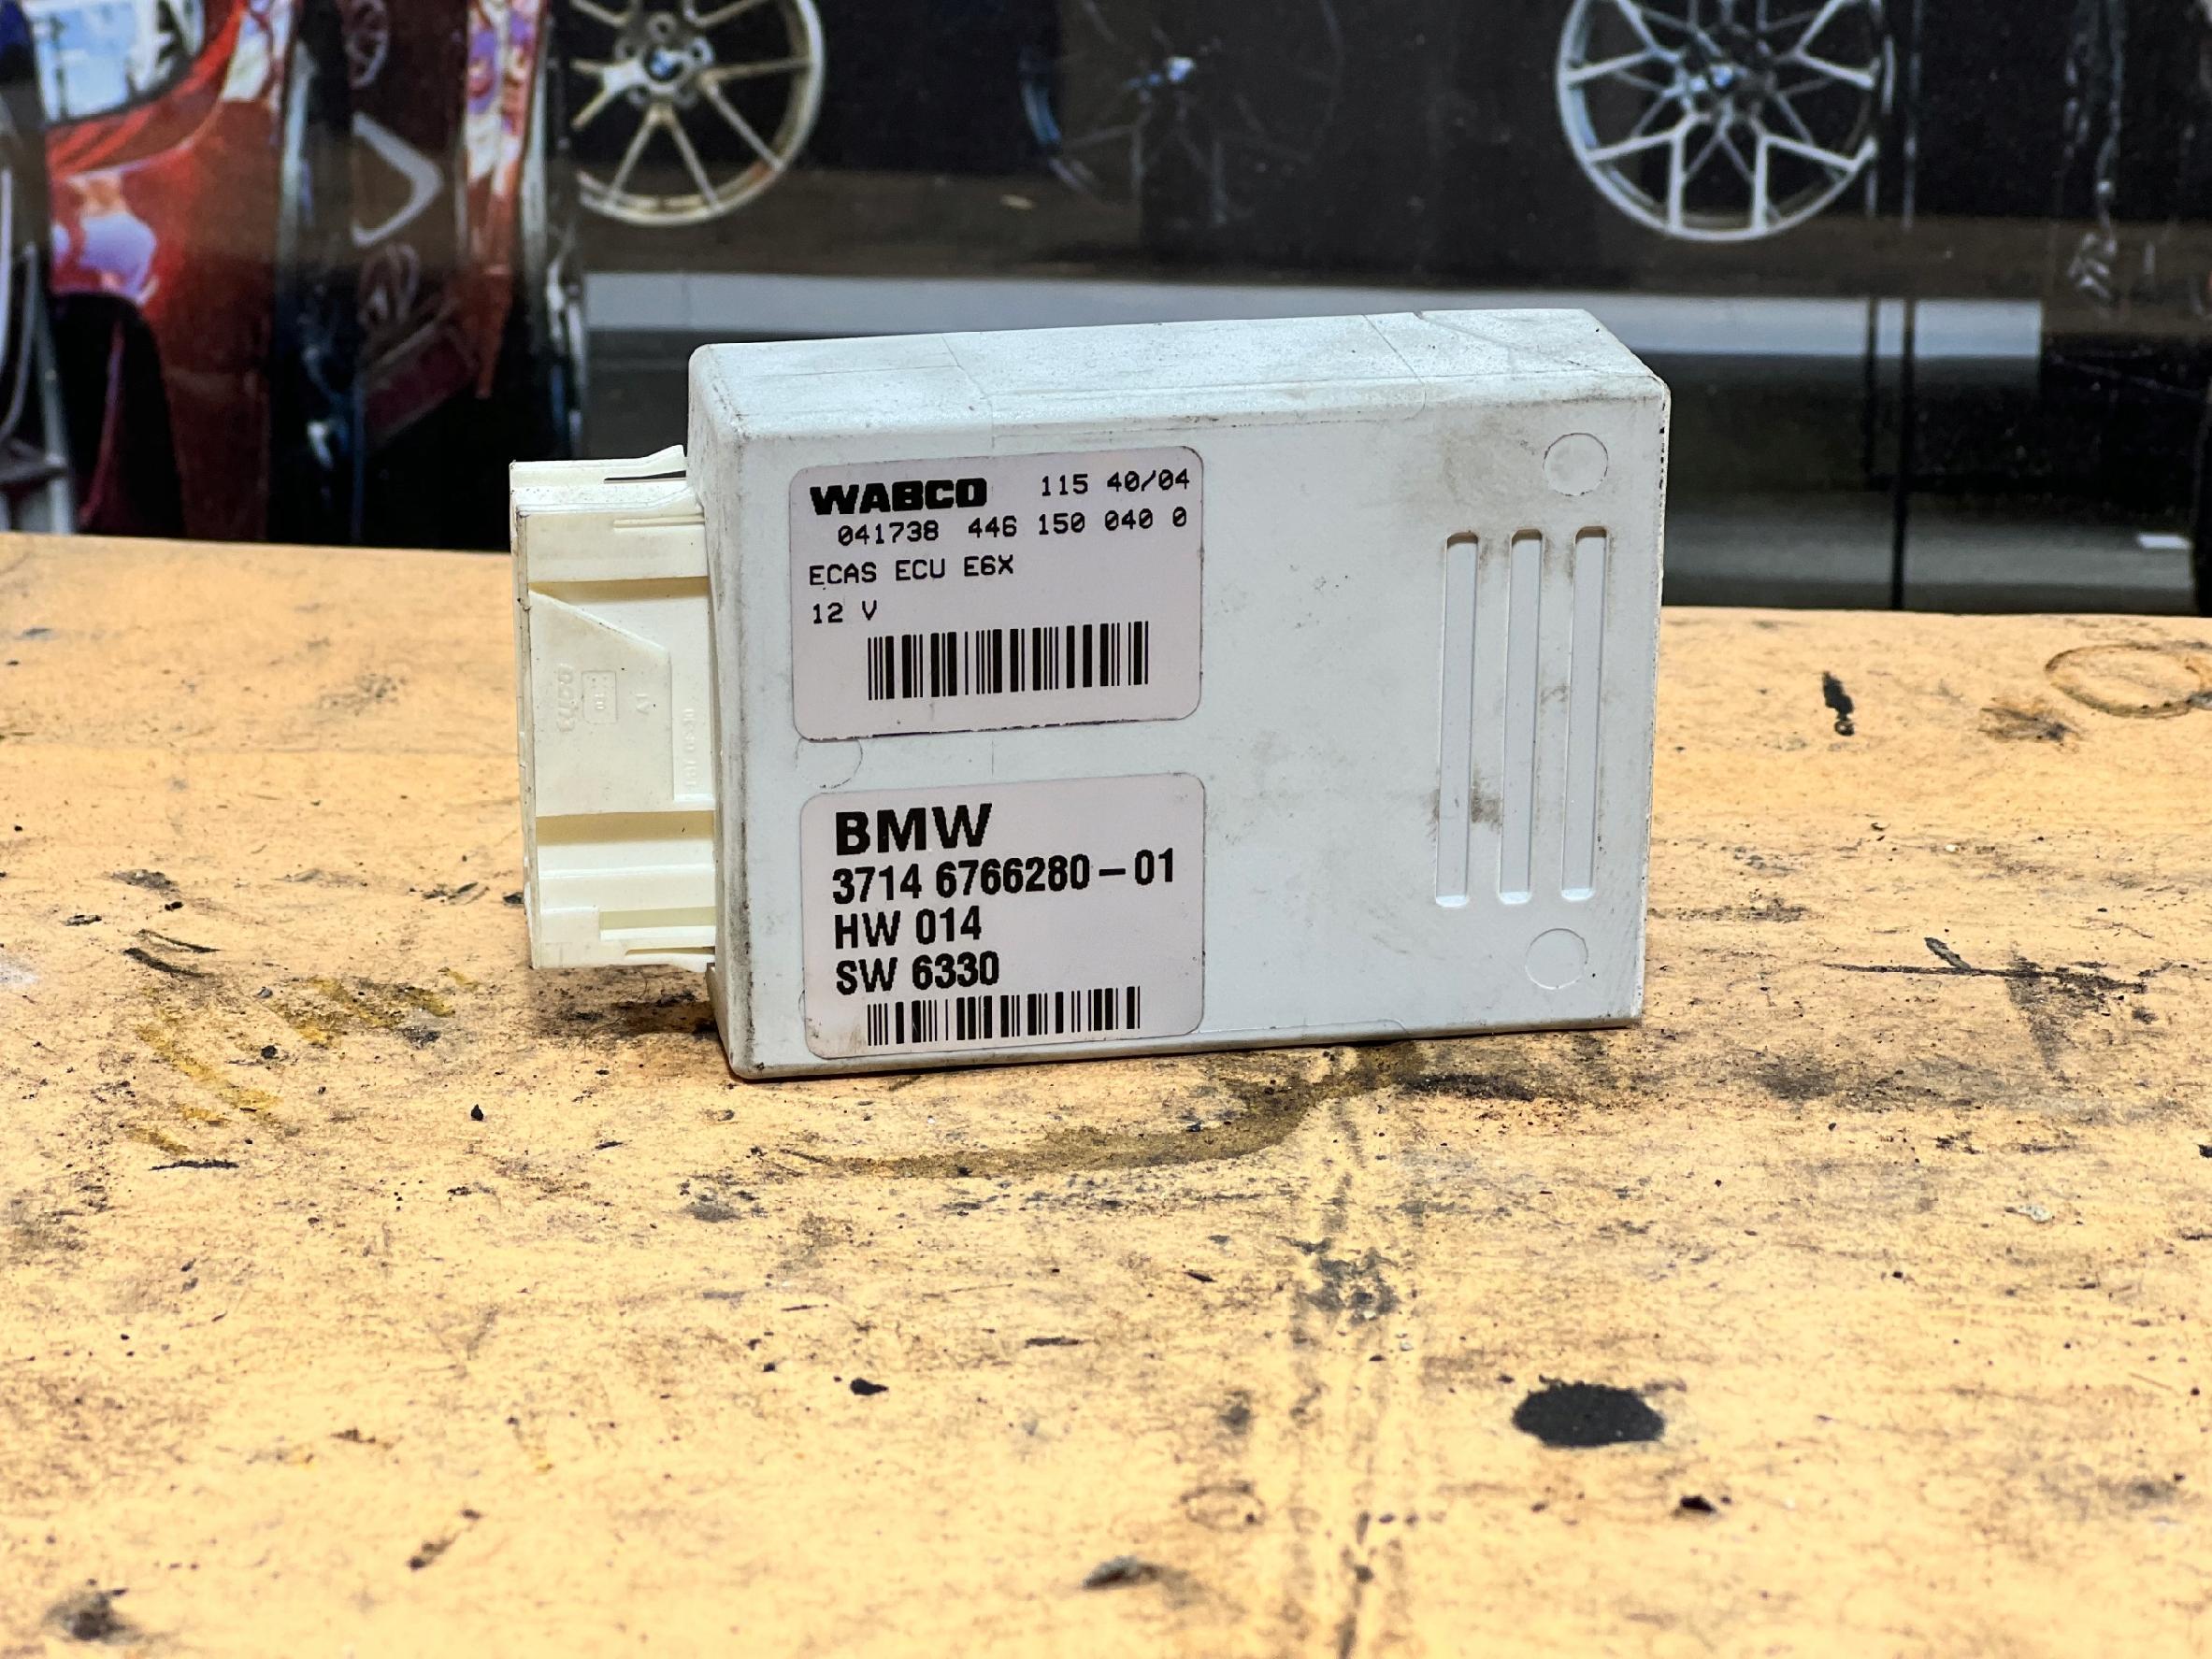 WABCO 115 40/04
041738 446 150 040 0
ECAS ECU E6X
12 V
BMW
3714 6766280-01
HW 014
SW 6330